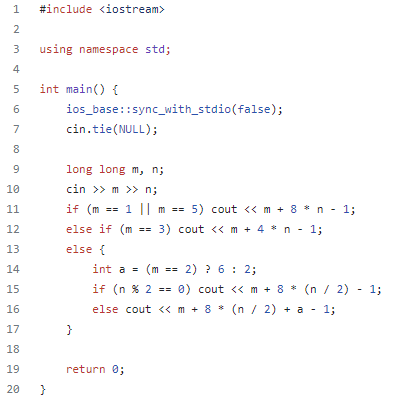 1 #include <iostream>
2
3 using namespace std;
4
5 int main() {
6     ios_base::sync_with_stdio(false);
7     cin.tie(NULL);
8
9     long long m, n;
10     cin >> m >> n;
11     if (m == 1 || m == 5) cout << m + 8 * n - 1;
12     else if (m == 3) cout << m + 4 * n - 1;
13     else {
14         int a = (m == 2) ? 6 : 2;
15         if (n % 2 == 0) cout << m + 8 * (n / 2) - 1;
16         else cout << m + 8 * (n / 2) + a - 1;
17     }
18
19     return 0;
20 }